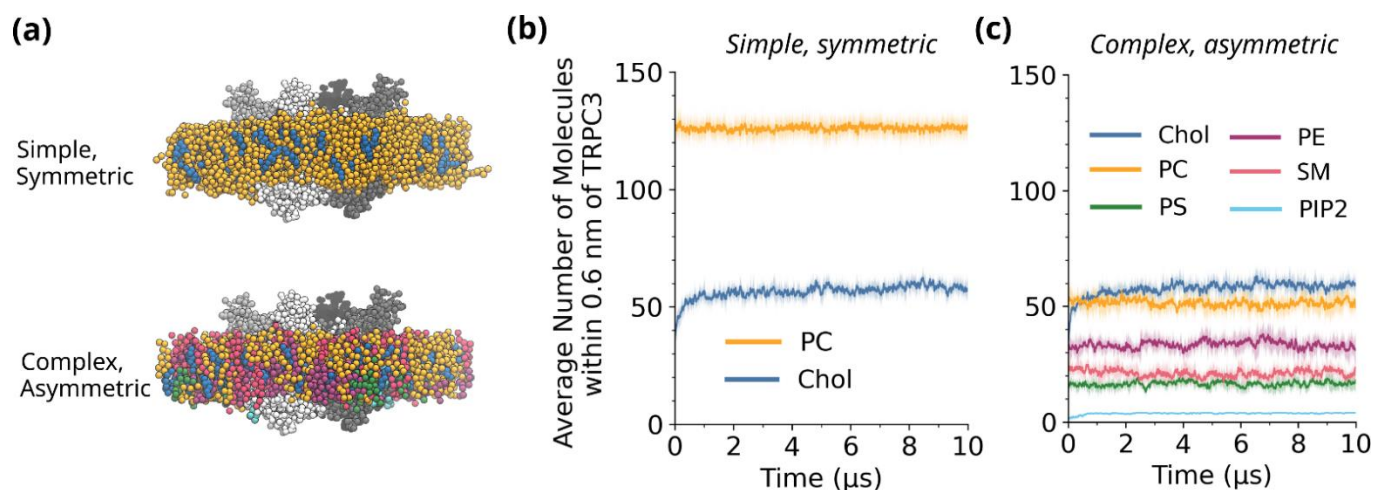 (a)
Simple,
Symmetric
Complex,
Asymmetric
(b)
Simple, symmetric
Average Number of Molecules
within 0.6 nm of TRPC3
150
100
50
0
PC
Chol
0 2 4 6 8 10
Time (μs)
(c)
Complex, asymmetric
150
100
50
0
Chol
PC
PS
PE
SM
PIP2
0 2 4 6 8 10
Time (μs)